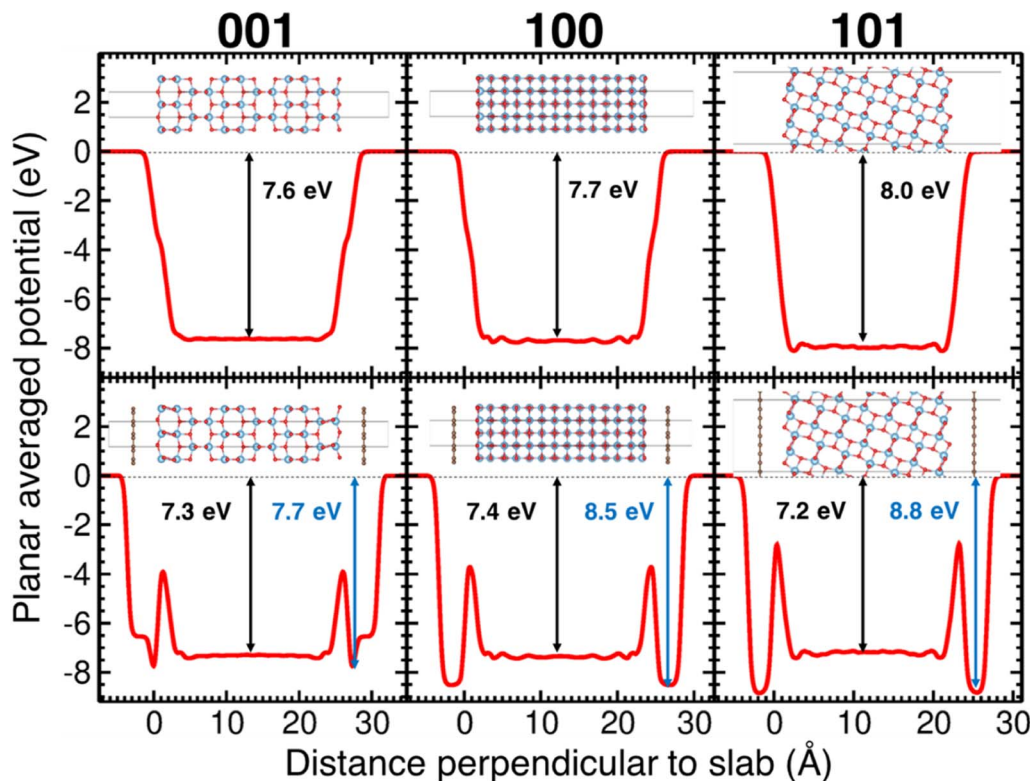 001 100 101
Planar averaged potential (eV)
2
0
-2
-4
-6
-8
7.6 eV
7.7 eV
8.0 eV
2
0
-2
-4
-6
-8
7.3 eV 7.7 eV
7.4 eV 8.5 eV
7.2 eV 8.8 eV
0 10 20 30 0 10 20 30 0 10 20 30
Distance perpendicular to slab (Å)